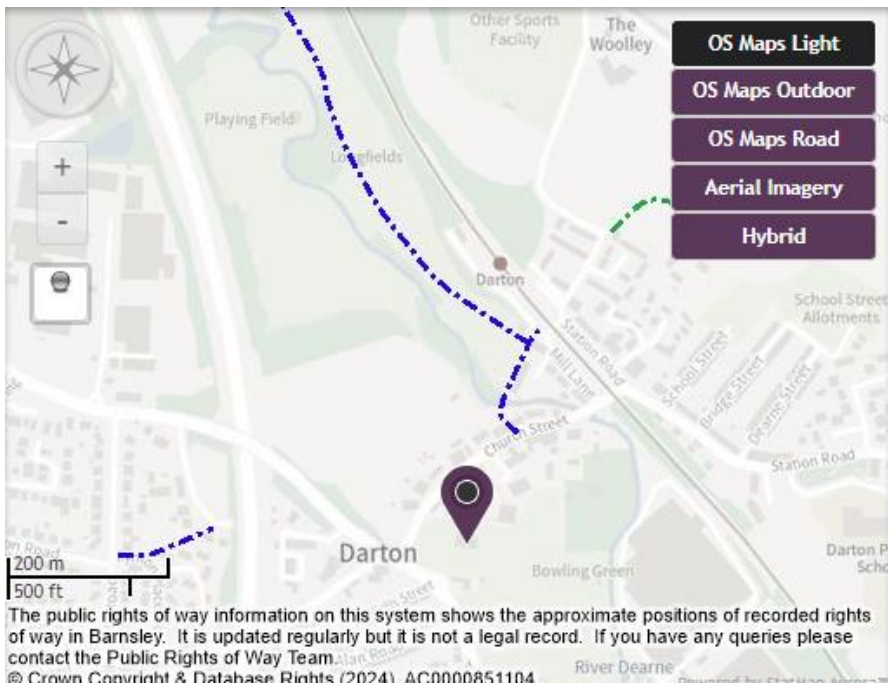 Other Sports
Facility
The
Woolley
OS Maps Light
OS Maps Outdoor
OS Maps Road
Aerial Imagery
Hybrid
+
-
Playing Field
Longfields
Darton
School Street
Allotments
Station Road
Mill Lane
School Street
Bridge Street
Dearne Street
Church Street
Station Road
Darton
Bowling Green
Darton P
Scho
200 m
500 ft
The public rights of way information on this system shows the approximate positions of recorded rights
of way in Barnsley. It is updated regularly but it is not a legal record. If you have any queries please
contact the Public Rights of Way Team.
River Dearne
© Crown Copyright & Database Rights (2024) AC0000851104